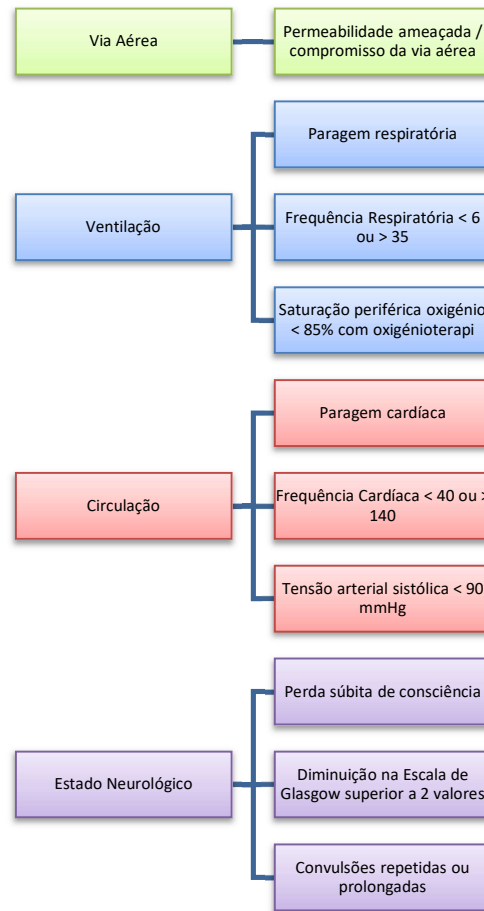 Via Aérea
Permeabilidade ameaçada /
compromisso da via aérea
Ventilação
Paragem respiratória
Frequência Respiratória < 6
ou > 35
Saturação periférica oxigénio
< 85% com oxigénioterapi
Circulação
Paragem cardíaca
Frequência Cardíaca < 40 ou >
140
Tensão arterial sistólica < 90
mmHg
Estado Neurológico
Perda súbita de consciência
Diminuição na Escala de
Glasgow superior a 2 valores
Convulsões repetidas ou
prolongadas